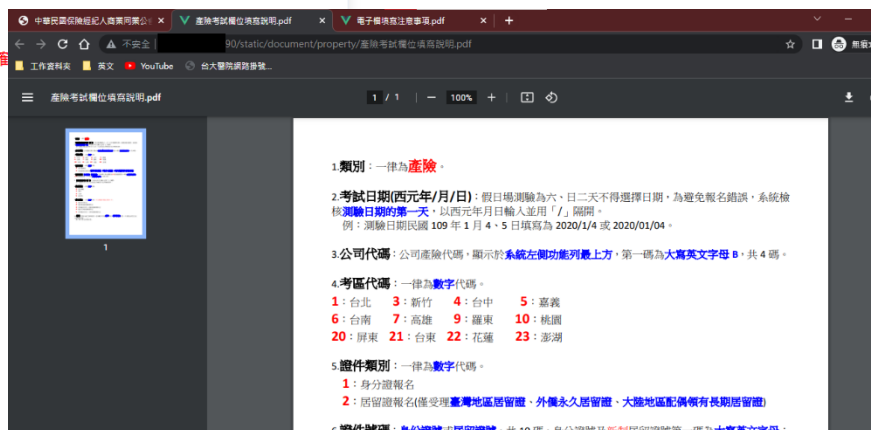 中華民國保險經紀人商業同業公
產險考試欄位填寫說明.pdf
電子檔填寫注意事項.pdf
不安全
90/static/document/property/產險考試欄位填寫說明.pdf
無痕
工作資料夾
英文
YouTube
台大醫院網路掛號...
產險考試欄位填寫說明.pdf
1 / 1
100%
1
1.類別：一律為產險。
2.考試日期(西元年/月/日)：假日場測驗為六、日二天不得選擇日期，為避免報名錯誤，系統檢
核測驗日期的第一天，以西元年月日輸入並用「/」隔開。
例：測驗日期民國 109 年 1 月 4、5 日填寫為 2020/1/4 或 2020/01/04。
3.公司代碼：公司產險代碼，顯示於系統左側功能列最上方，第一碼為大寫英文字母 B，共 4 碼。
4.考區代碼：一律為數字代碼。
1：台北 3：新竹 4：台中 5：嘉義
6：台南 7：高雄 9：羅東 10：桃園
20：屏東 21：台東 22：花蓮 23：澎湖
5.證件類別：一律為數字代碼。
1：身分證報名
2：居留證報名(僅受理臺灣地區居留證、外僑永久居留證、大陸地區配偶領有長期居留證)